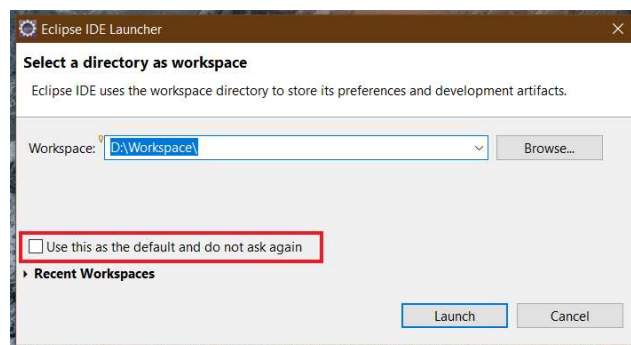 Eclipse IDE Launcher
Select a directory as workspace
Eclipse IDE uses the workspace directory to store its preferences and development artifacts.
Workspace: D:\Workspace\ Browse...
Use this as the default and do not ask again
Recent Workspaces
Launch Cancel